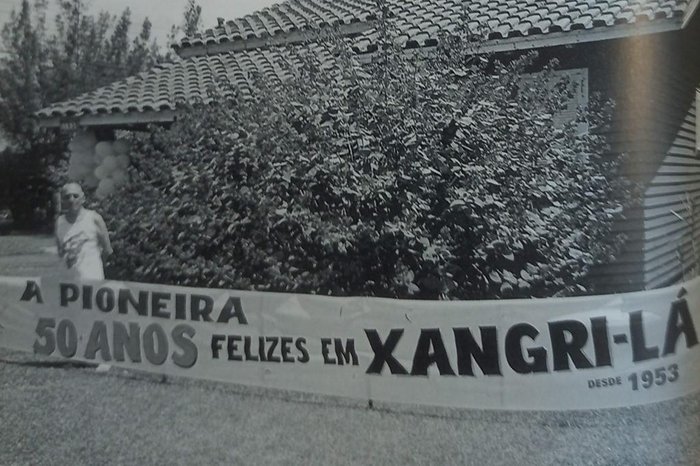 A PIONEIRA
50 ANOS FELIZES EM XANGRI-LÁ
DESDE 1953